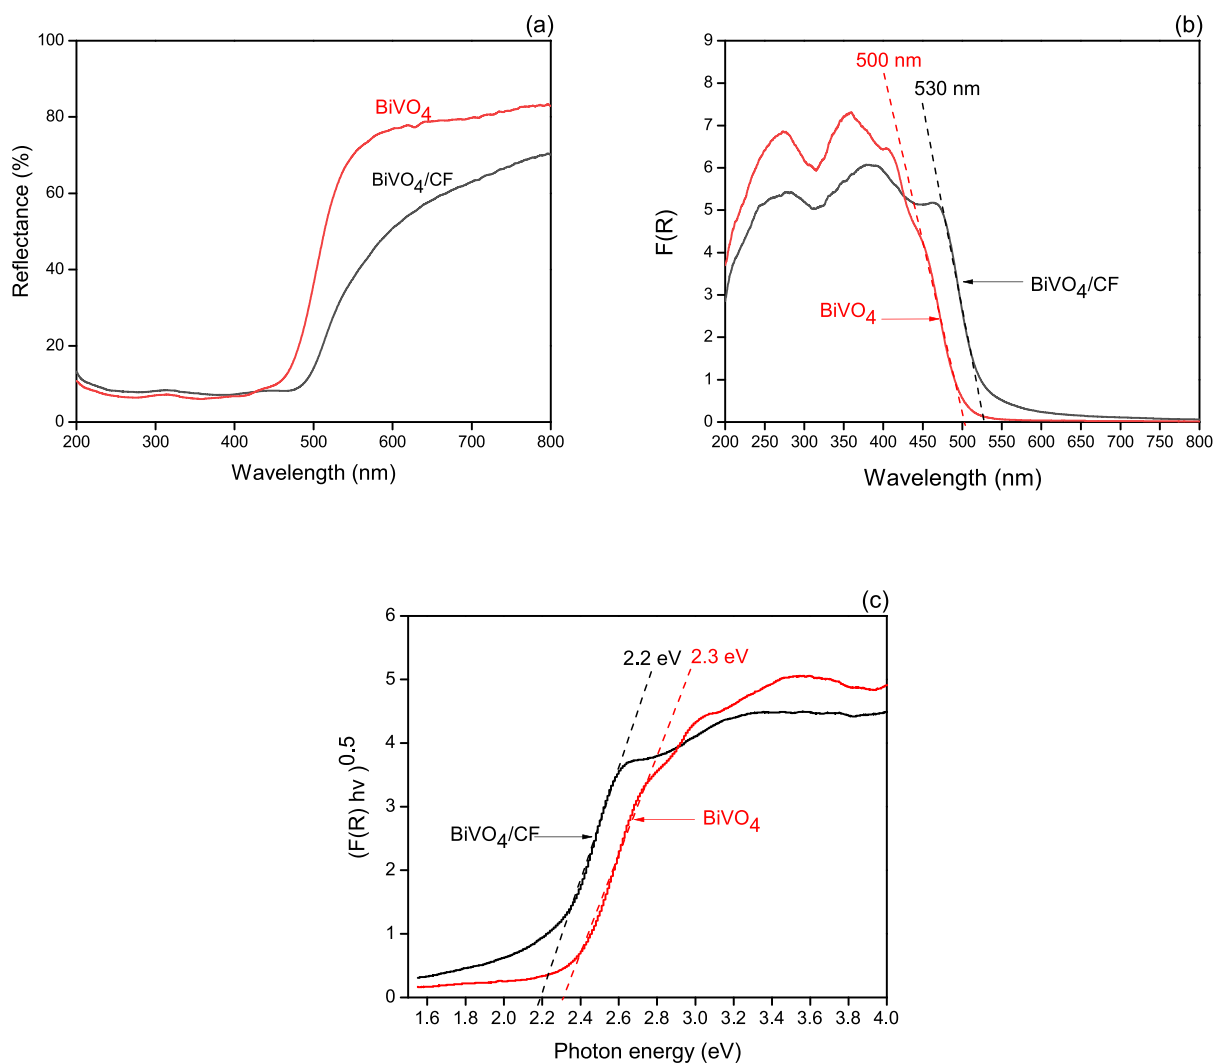 (a)
100
80
60
40
20
0
Reflectance (%)
BiVO4
BiVO4/CF
200 300 400 500 600 700 800
Wavelength (nm)
(b)
9
8
7
6
5
4
3
2
1
0
F(R)
500 nm
530 nm
BiVO4/CF
BiVO4
200 250 300 350 400 450 500 550 600 650 700 750 800
Wavelength (nm)
(c)
6
5
4
3
2
1
0
(F(R) hv )0.5
2.2 eV 2.3 eV
BiVO4/CF
BiVO4
1.6 1.8 2.0 2.2 2.4 2.6 2.8 3.0 3.2 3.4 3.6 3.8 4.0
Photon energy (eV)